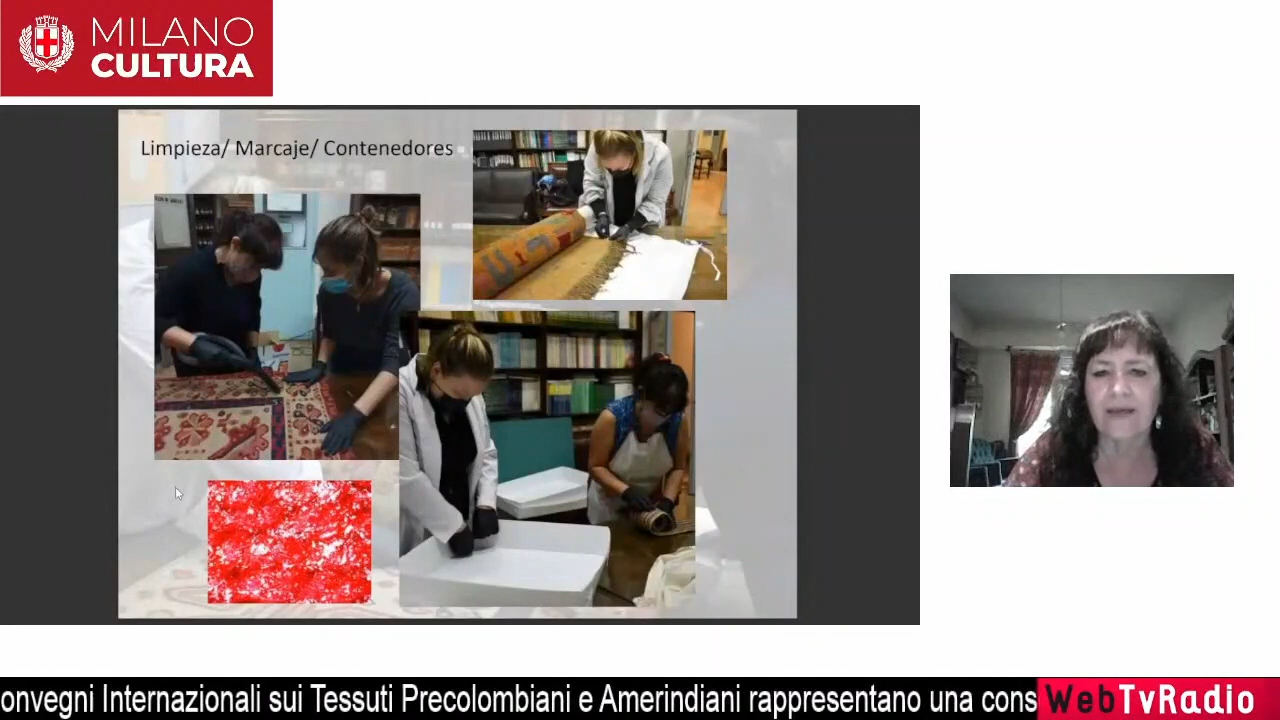 MILANO
CULTURA
Limpieza/ Marcaje/ Contenedores
onvegni Internazionali sui Tessuti Precolombiani e Amerindiani rappresentano una cons
WebTvRadio